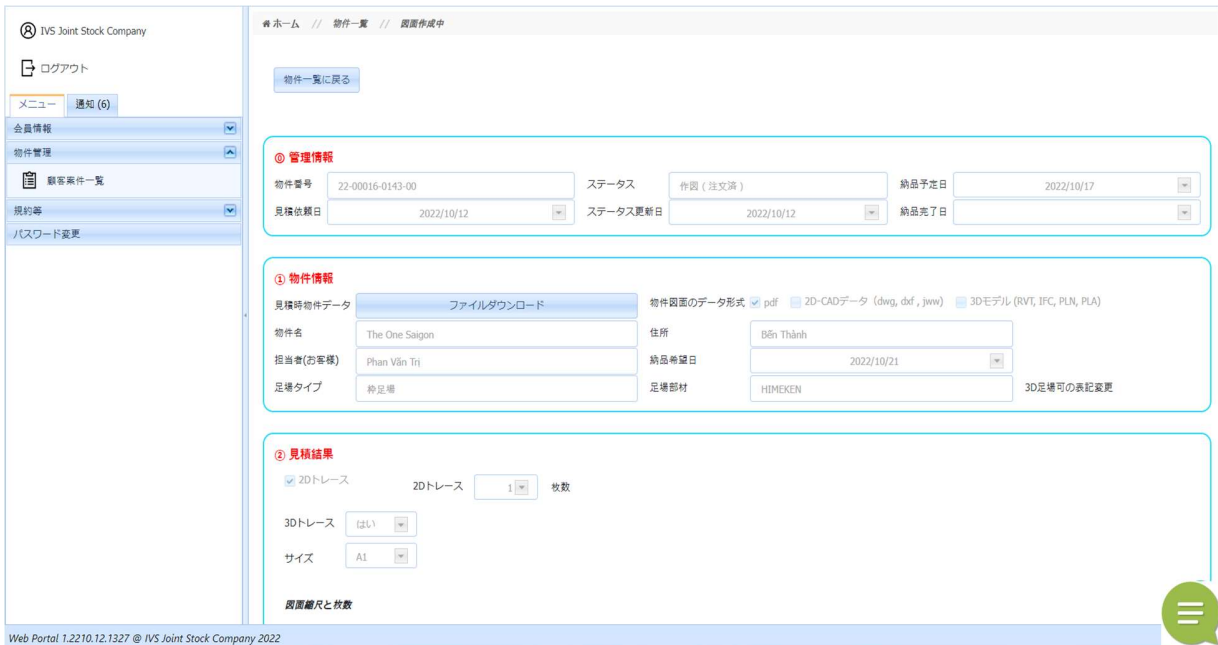 IVS Joint Stock Company
ログアウト
メニュー 通知 (6)
会員情報
物件管理
顧客案件一覧
規約等
パスワード変更
ホーム // 物件一覧 // 図面作成中
物件一覧に戻る
⓪ 管理情報
物件番号 22-00016-0143-00 ステータス 作図 ( 注文済 ) 納品予定日 2022/10/17
見積依頼日 2022/10/12 ステータス更新日 2022/10/12 納品完了日
① 物件情報
見積時物件データ ファイルダウンロード 物件図面のデータ形式 pdf 2D-CADデータ (dwg, dxf , jww) 3Dモデル (RVT, IFC, PLN, PLA)
物件名 The One Saigon 住所 Bến Thành
担当者(お客様) Phan Văn Trị 納品希望日 2022/10/21
足場タイプ 枠足場 足場部材 HIMEKEN 3D足場可の表記変更
② 見積結果
2Dトレース 2Dトレース 1 枚数
3Dトレース はい
サイズ A1
図面縮尺と枚数
Web Portal 1.2210.12.1327 @ IVS Joint Stock Company 2022